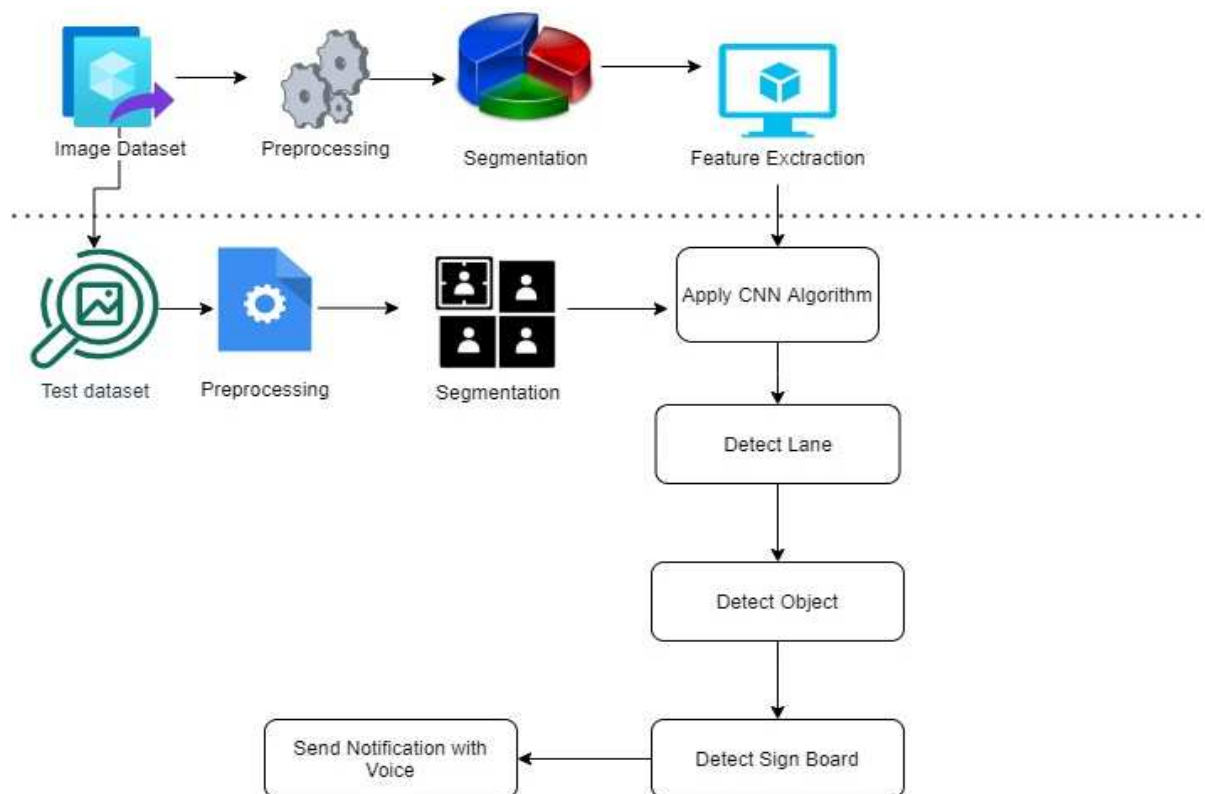 Image Dataset
Preprocessing
Segmentation
Feature Exctraction
Test dataset
Preprocessing
Segmentation
Apply CNN Algorithm
Detect Lane
Detect Object
Send Notification with
Voice
Detect Sign Board